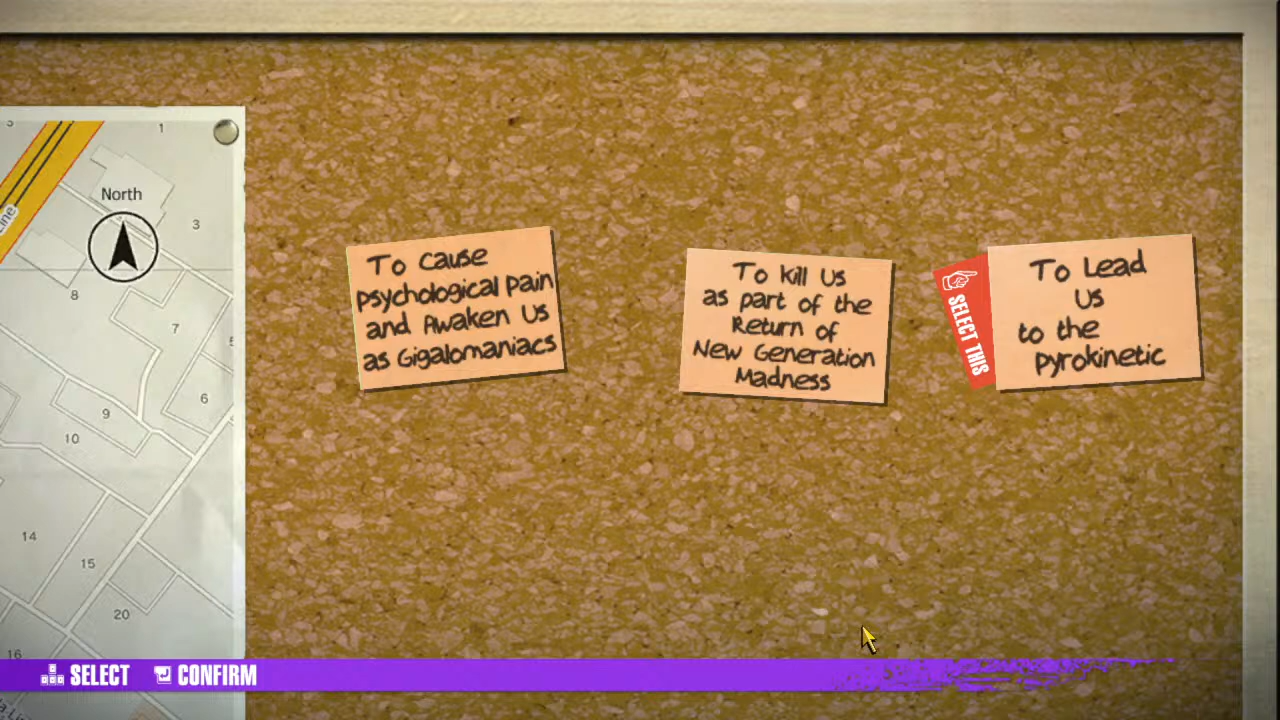 5
1
North
Line
3
8
7
5
6
9
10
14
15
20
16
To Cause
Psychological Pain
and Awaken Us
as Gigalomaniacs
To Kill Us
as part of the
Return of
New Generation
Madness
SELECT THIS
To Lead
Us
to the
Pyrokinetic
SELECT
CONFIRM